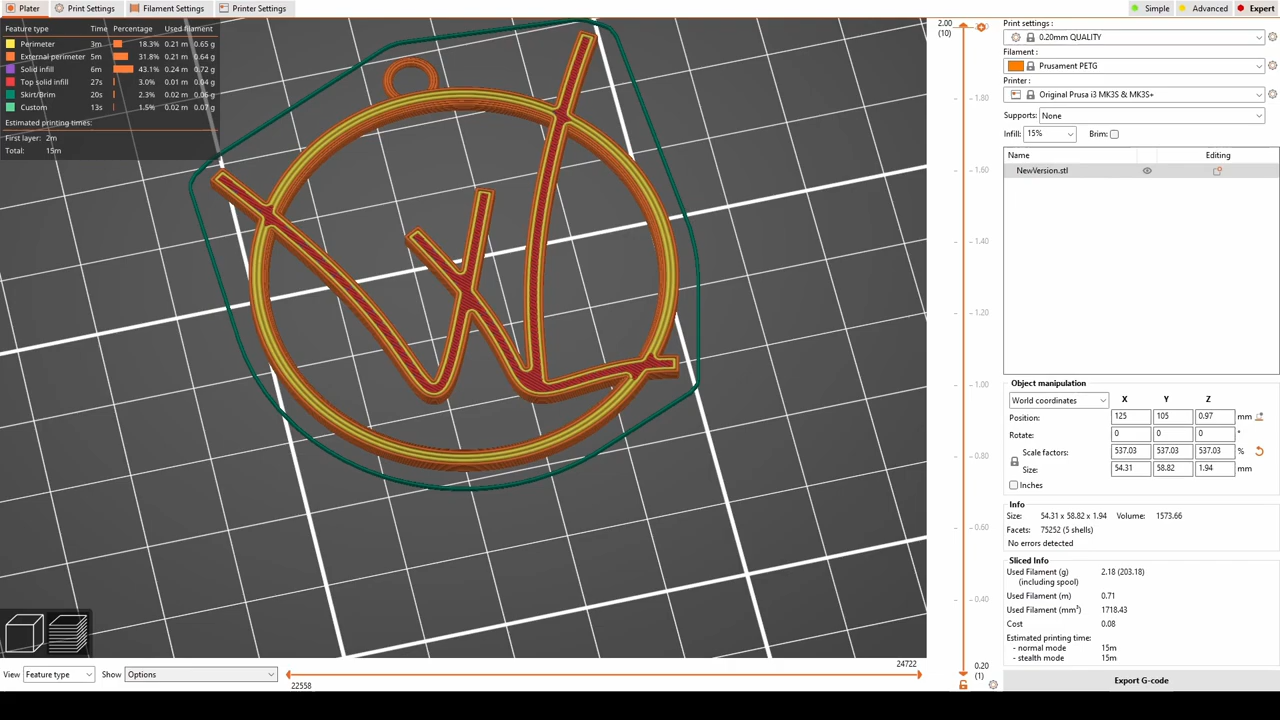 Plater Print Settings Filament Settings Printer Settings Simple Advanced Expert
Feature type Time Percentage Used filament
Perimeter 3m 18.3% 0.21 m 0.65 g
External perimeter 5m 31.8% 0.21 m 0.64 g
Solid infill 6m 43.1% 0.24 m 0.72 g
Top solid infill 27s 3.0% 0.01 m 0.04 g
Skirt/Brim 20s 2.3% 0.02 m 0.06 g
Custom 13s 1.5% 0.02 m 0.07 g
Estimated printing times:
First layer: 2m
Total: 15m
WL
2.00
(10)
1.80
1.60
1.40
1.20
1.00
0.80
0.60
0.40
0.20
(1)
Print settings :
0.20mm QUALITY
Filament :
Prusament PETG
Printer :
Original Prusa i3 MK3S & MK3S+
Supports: None
Infill: 15% Brim:
Name Editing
NewVersion.stl
Object manipulation
World coordinates X Y Z
Position: 125 105 0.97 mm
Rotate: 0 0 0 °
Scale factors: 537.03 537.03 537.03 %
Size: 54.31 58.82 1.94 mm
Inches
Info
Size: 54.31 x 58.82 x 1.94 Volume: 1573.66
Facets: 75252 (5 shells)
No errors detected
Sliced Info
Used Filament (g) 2.18 (203.18)
(including spool)
Used Filament (m) 0.71
Used Filament (mm³) 1718.43
Cost 0.08
Estimated printing time:
- normal mode 15m
- stealth mode 15m
Export G-code
View Feature type Show Options
24722
22558